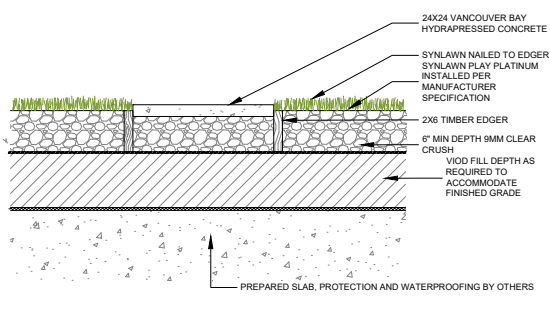 24X24 VANCOUVER BAY
HYDRAPRESSED CONCRETE
SYNLAWN NAILED TO EDGER
SYNLAWN PLAY PLATINUM
INSTALLED PER
MANUFACTURER
SPECIFICATION
2X6 TIMBER EDGER
6" MIN DEPTH 9MM CLEAR
CRUSH
VIOD FILL DEPTH AS
REQUIRED TO
ACCOMMODATE
FINISHED GRADE
PREPARED SLAB, PROTECTION AND WATERPROOFING BY OTHERS